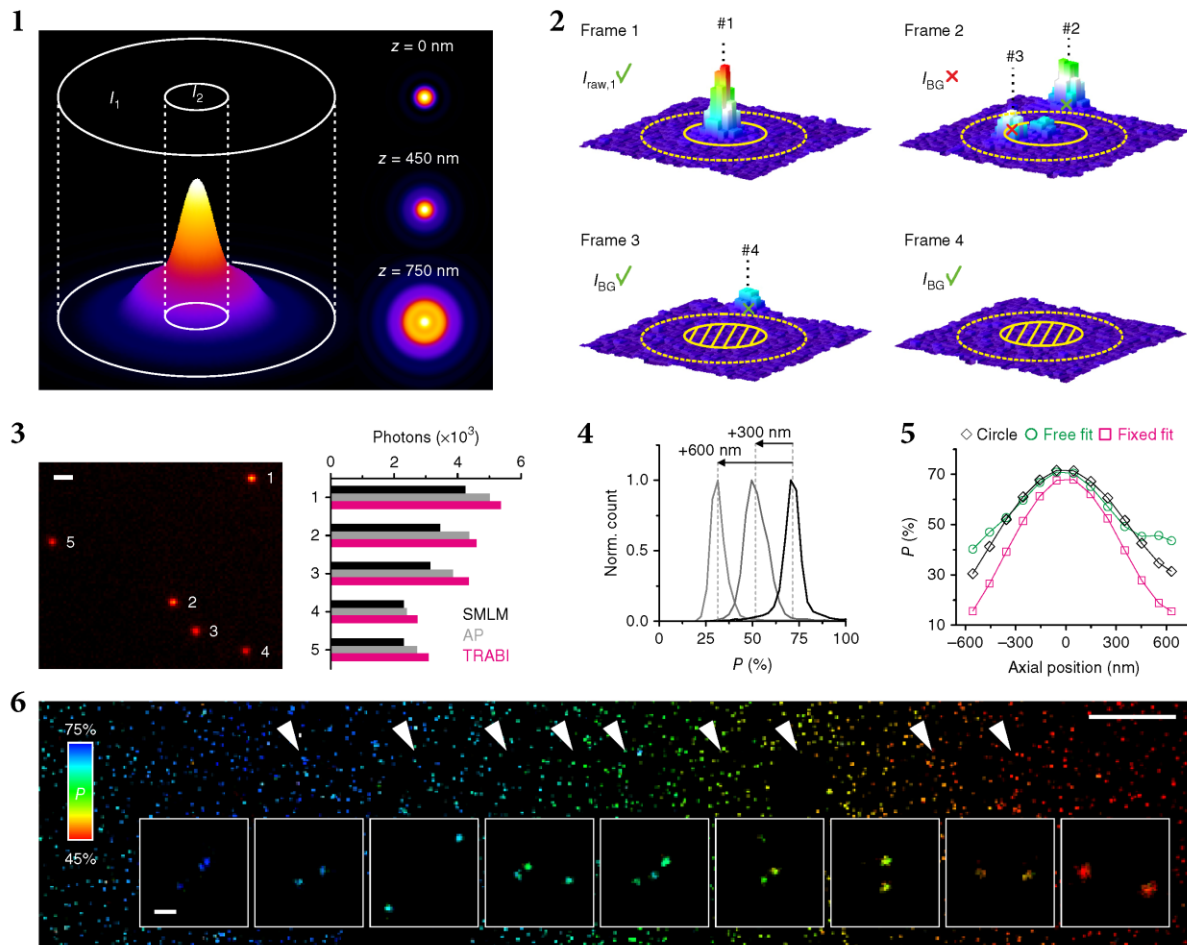 1
I1
I2
z = 0 nm
z = 450 nm
z = 750 nm
2
Frame 1
#1
Iraw,1 ✓
Frame 2
#2
#3
IBG ×
Frame 3
#4
IBG ✓
Frame 4
IBG ✓
3
1
5
2
3
4
Photons (×10³)
0 2 4 6
1
2
3
4
5
SMLM
AP
TRABI
4
+300 nm
+600 nm
Norm. count
1.0
0.5
0.0
0 25 50 75 100
P (%)
5
Circle Free fit Fixed fit
P (%)
70
50
30
10
–600 –300 0 300 600
Axial position (nm)
6
75%
P
45%